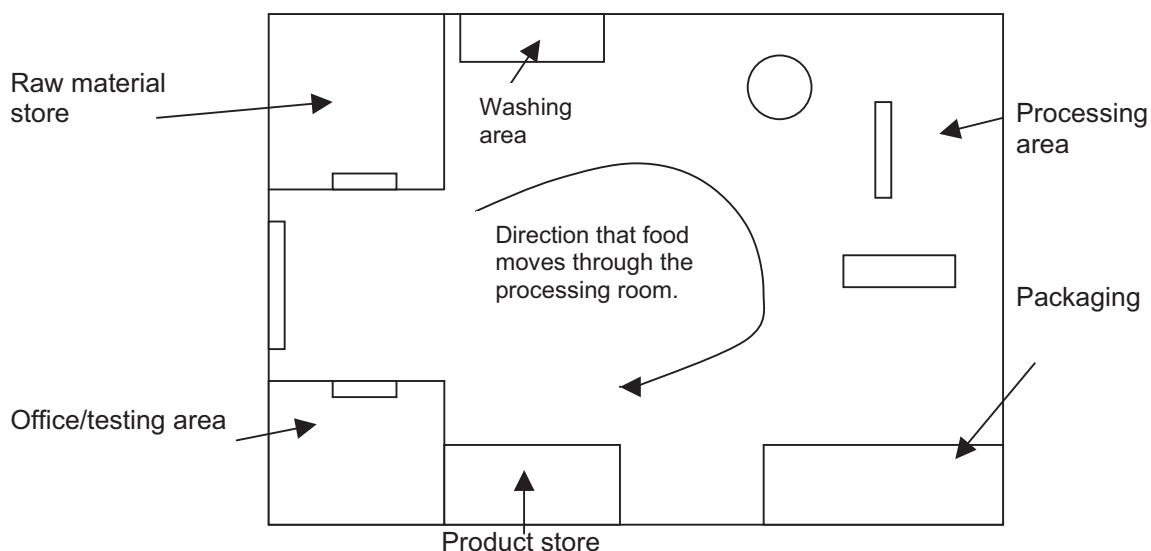 Raw material
store
Washing
area
Processing
area
Direction that food
moves through the
processing room.
Packaging
Office/testing area
Product store